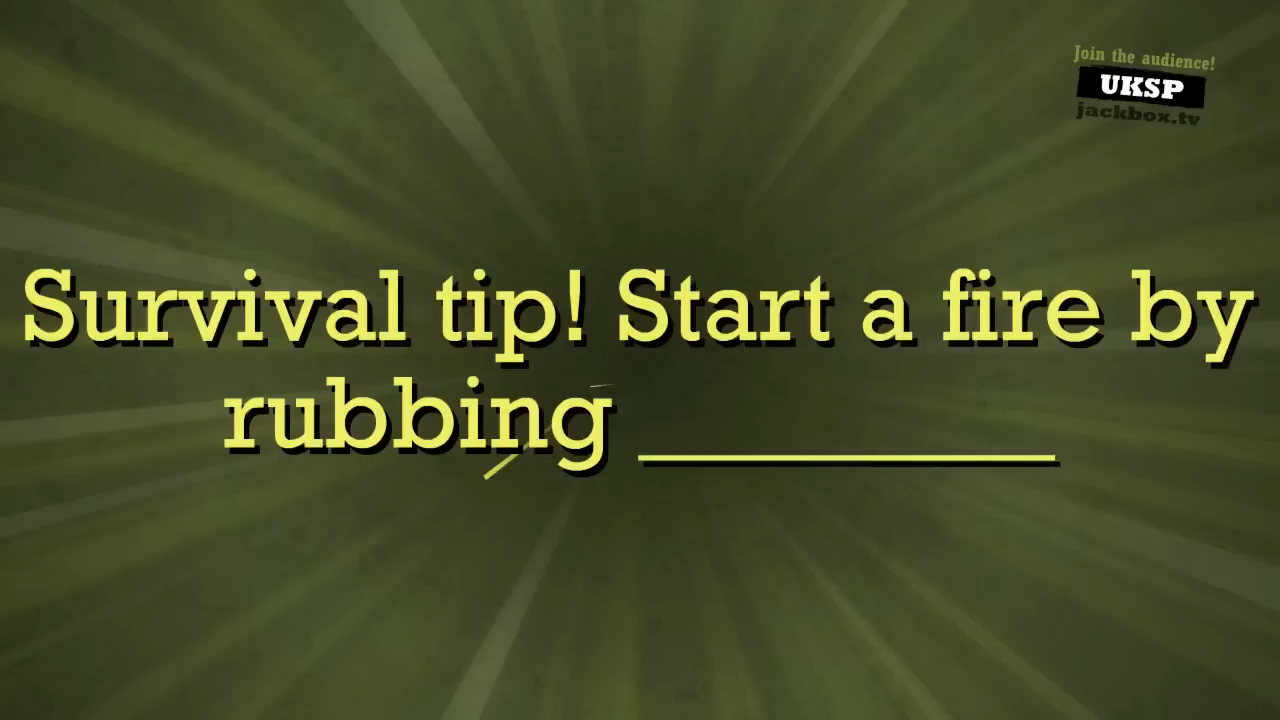 Join the audience!
UKSP
jackbox.tv
Survival tip! Start a fire by
rubbing __________